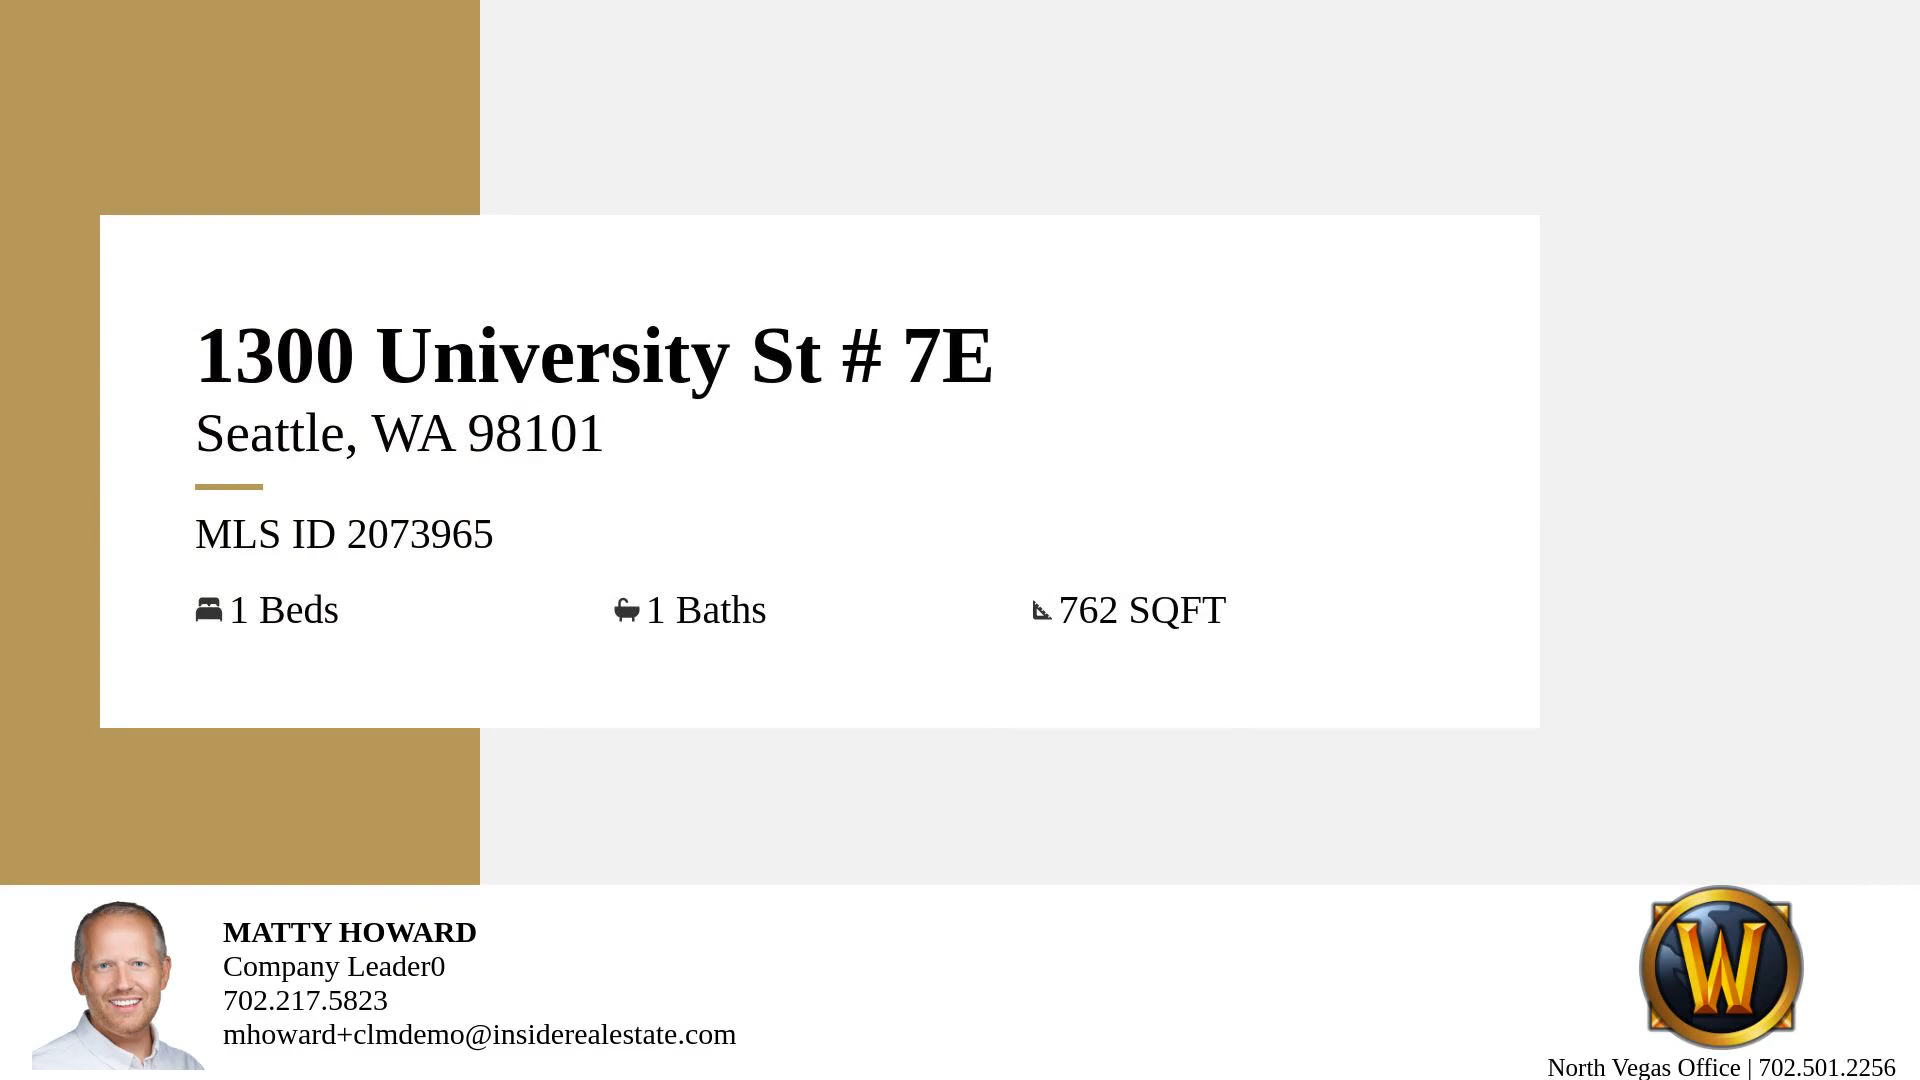 1300 University St # 7E
Seattle, WA 98101
MLS ID 2073965
1 Beds
1 Baths
762 SQFT
MATTY HOWARD
Company Leader0
702.217.5823
mhoward+clmdemo@insiderealestate.com
W
North Vegas Office | 702.501.2256